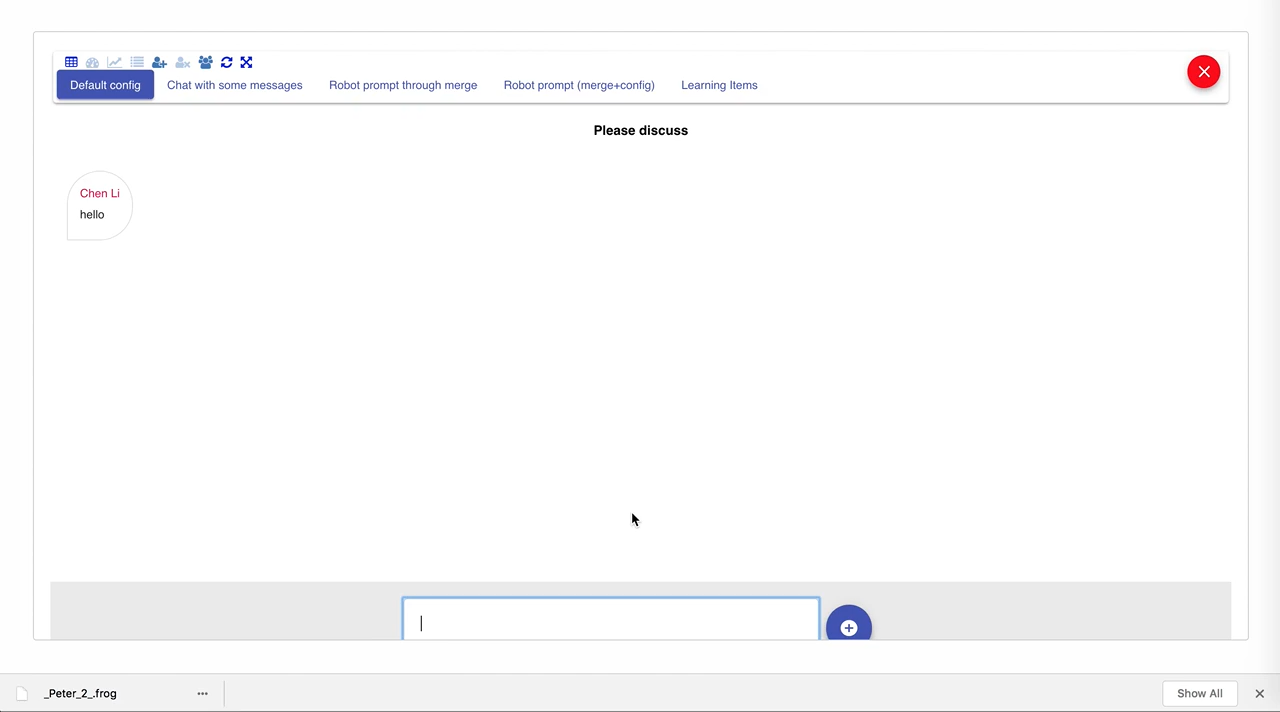 Default config Chat with some messages Robot prompt through merge Robot prompt (merge+config) Learning Items
Please discuss
Chen Li
hello
_Peter_2_.frog
Show All